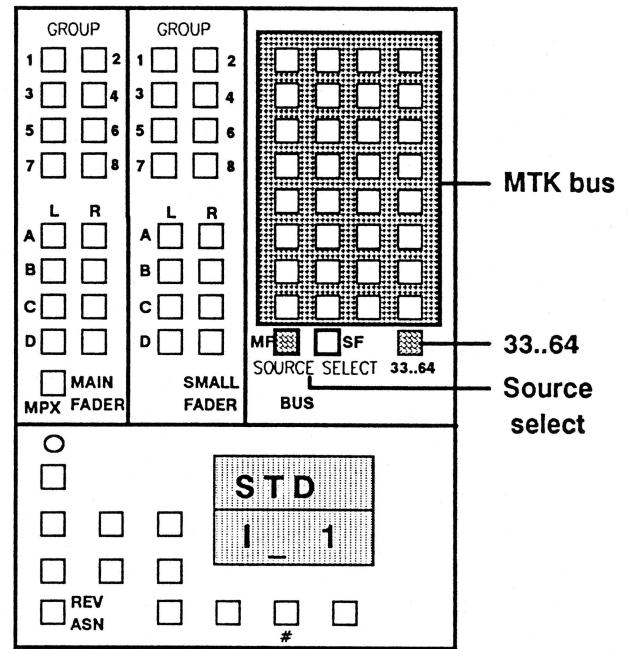 GROUP
1 2
3 4
5 6
7 8
L R
A
B
C
D
MPX MAIN FADER
GROUP
1 2
3 4
5 6
7 8
L R
A
B
C
D
SMALL FADER
MF SF
SOURCE SELECT 33..64
BUS
MTK bus
33..64
Source
select
STD
I_ 1
REV
ASN
#